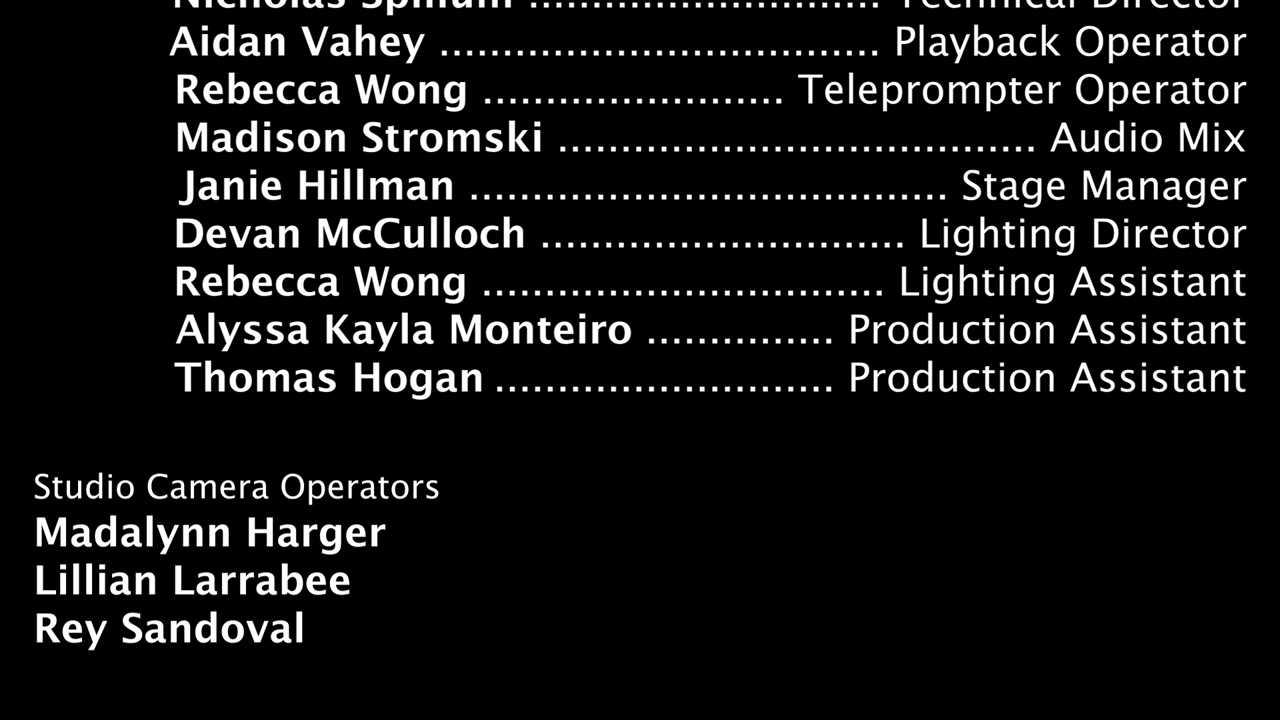 Nicholas ................................ Technical Director
Aidan Vahey ................................... Playback Operator
Rebecca Wong ........................ Teleprompter Operator
Madison Stromski ...................................... Audio Mix
Janie Hillman ...................................... Stage Manager
Devan McCulloch ............................. Lighting Director
Rebecca Wong ................................ Lighting Assistant
Alyssa Kayla Monteiro ............... Production Assistant
Thomas Hogan ........................... Production Assistant
Studio Camera Operators
Madalynn Harger
Lillian Larrabee
Rey Sandoval